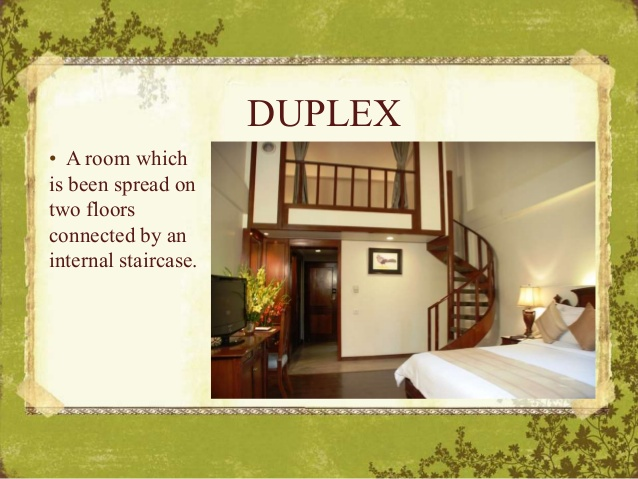 DUPLEX
• A room which
is been spread on
two floors
connected by an
internal staircase.